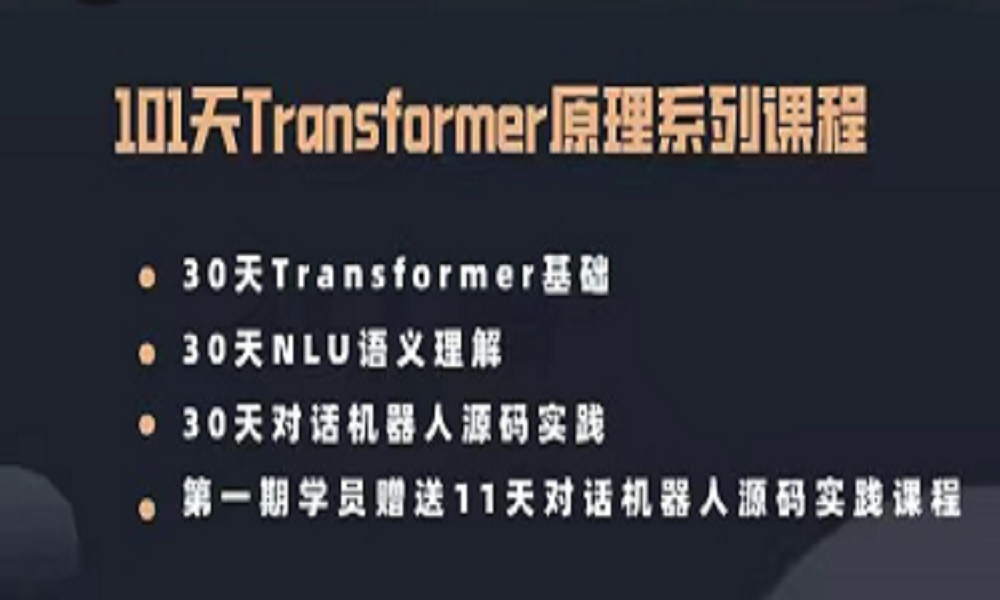 101天Transformer原理系列课程
30天Transformer基础
30天NLU语义理解
30天对话机器人源码实践
第一期学员赠送11天对话机器人源码实践课程